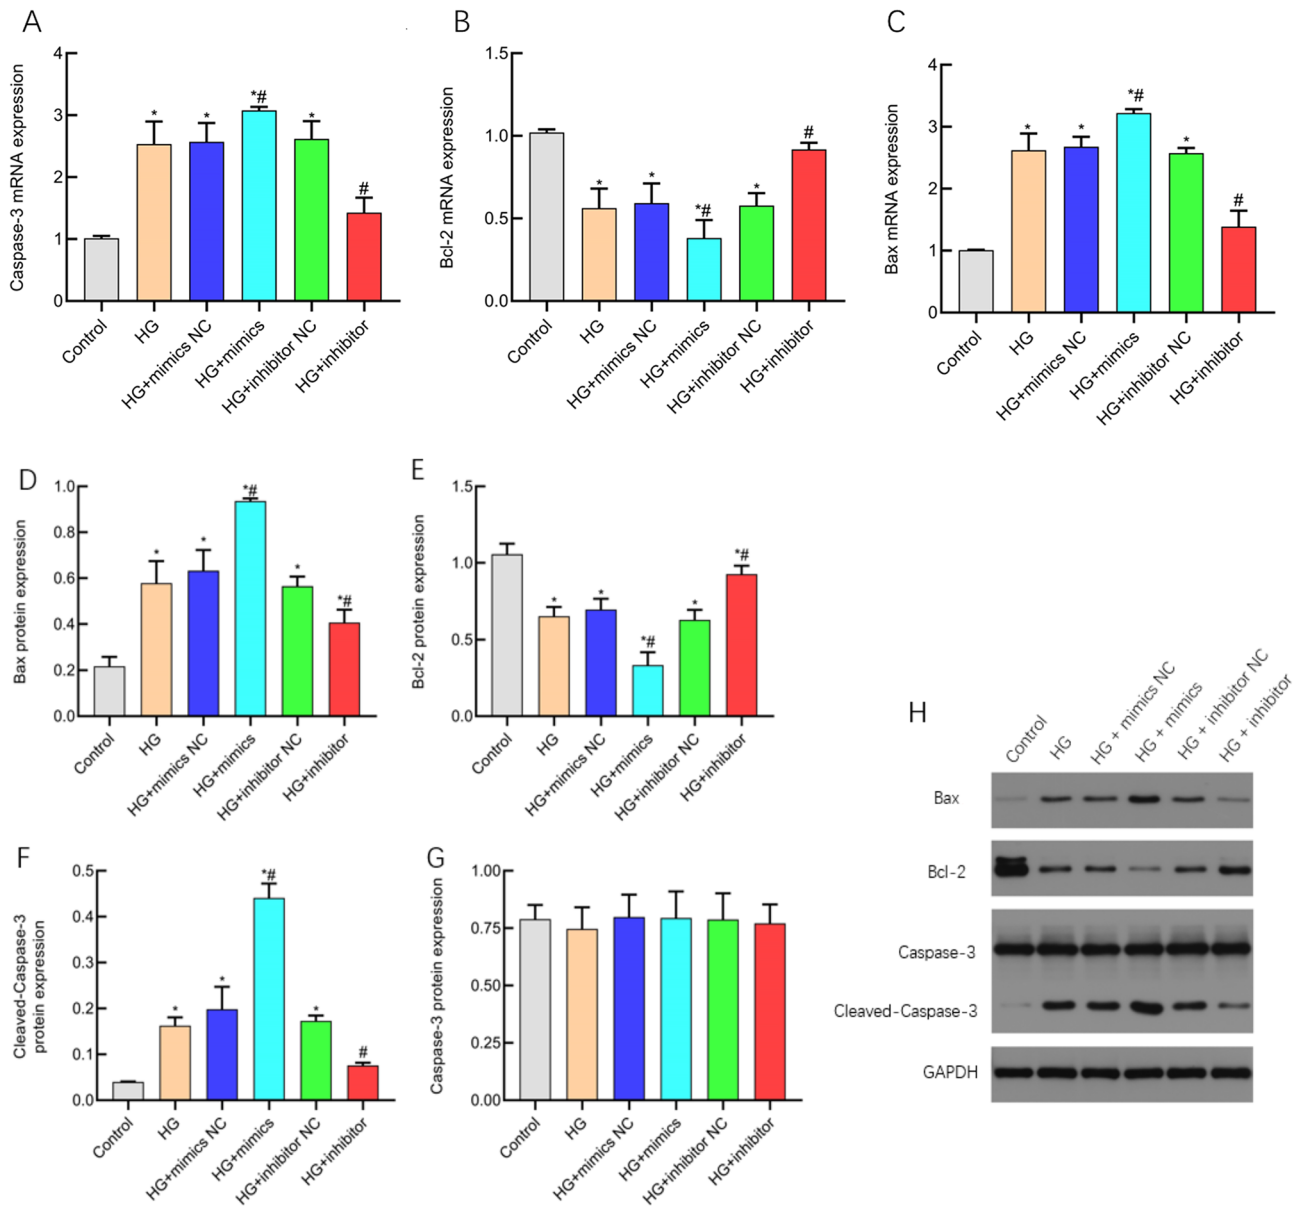 A
Caspase-3 mRNA expression
4
3
2
1
0
*
*
*#
*
#
Control
HG
HG+mimics NC
HG+mimics
HG+inhibitor NC
HG+inhibitor
B
Bcl-2 mRNA expression
1.5
1.0
0.5
0.0
*
*
*#
*
#
Control
HG
HG+mimics NC
HG+mimics
HG+inhibitor NC
HG+inhibitor
C
Bax mRNA expression
4
3
2
1
0
*
*
*#
*
#
Control
HG
HG+mimics NC
HG+mimics
HG+inhibitor NC
HG+inhibitor
D
Bax protein expression
1.0
0.8
0.6
0.4
0.2
0.0
*
*
*#
*
*#
Control
HG
HG+mimics NC
HG+mimics
HG+inhibitor NC
HG+inhibitor
E
Bcl-2 protein expression
1.5
1.0
0.5
0.0
*
*
*#
*
*#
Control
HG
HG+mimics NC
HG+mimics
HG+inhibitor NC
HG+inhibitor
F
Cleaved-Caspase-3
protein expression
0.5
0.4
0.3
0.2
0.1
0.0
*
*
*#
*
#
Control
HG
HG+mimics NC
HG+mimics
HG+inhibitor NC
HG+inhibitor
G
Caspase-3 protein expression
1.00
0.75
0.50
0.25
0.00
Control
HG
HG+mimics NC
HG+mimics
HG+inhibitor NC
HG+inhibitor
H
Control
HG
HG + mimics NC
HG + mimics
HG + inhibitor NC
HG + inhibitor
Bax
Bcl-2
Caspase-3
Cleaved-Caspase-3
GAPDH